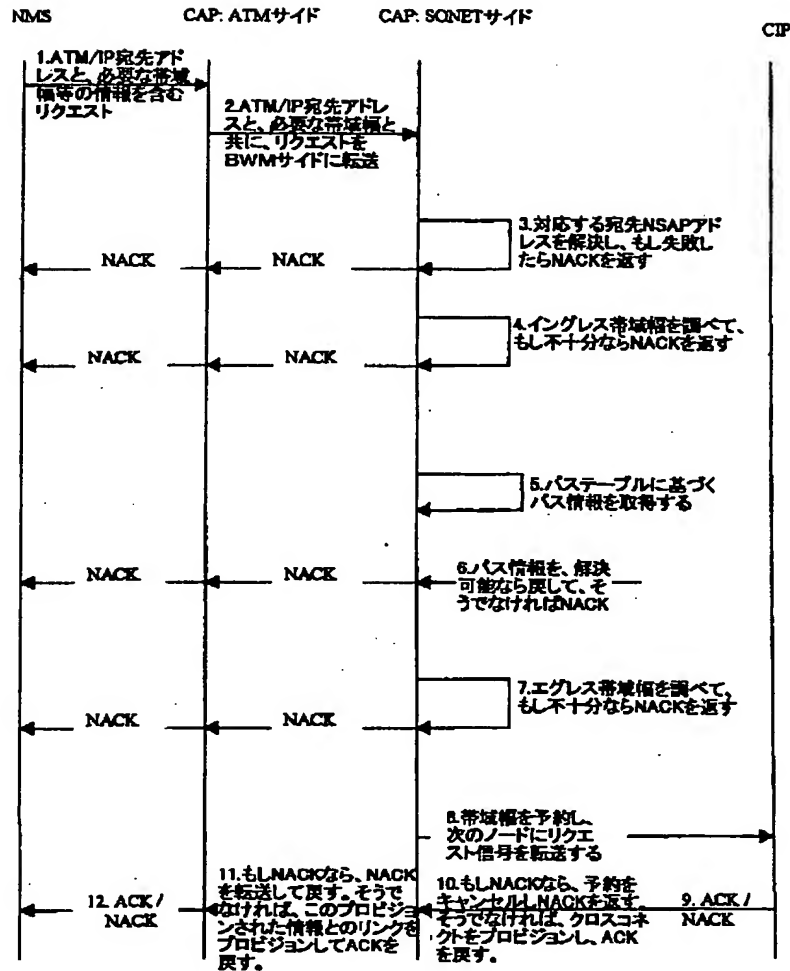 NMS
CAP: ATMサイド
CAP: SONETサイド
CIP
1.ATM/IP宛先アド
レスと、必要な帯域
幅等の情報を含む
リクエスト
2.ATM/IP宛先アドレ
スと、必要な帯域幅と
共に、リクエストを
BWMサイドに転送
3.対応する宛先NSAPアド
レスを解決し、もし失敗し
たらNACKを返す
NACK
NACK
4.イングレス帯域幅を調べて、
もし不十分ならNACKを返す
NACK
NACK
5.パステーブルに基づく
パス情報を取得する
6.パス情報を、解決
可能なら戻して、そ
うでなければNACK
NACK
NACK
7.エグレス帯域幅を調べて、
もし不十分ならNACKを返す
NACK
NACK
8.帯域幅を予約し、
次のノードにリクエ
スト信号を転送する
9. ACK /
NACK
10.もしNACKなら、予約を
キャンセルしNACKを返す。
そうでなければ、クロスコネ
クトをプロビジョンし、ACK
を戻す。
11.もしNACKなら、NACK
を転送して戻す。そうで
なければ、このプロビジョ
ンされた情報とのリンクを
プロビジョンしてACKを
戻す。
12. ACK /
NACK